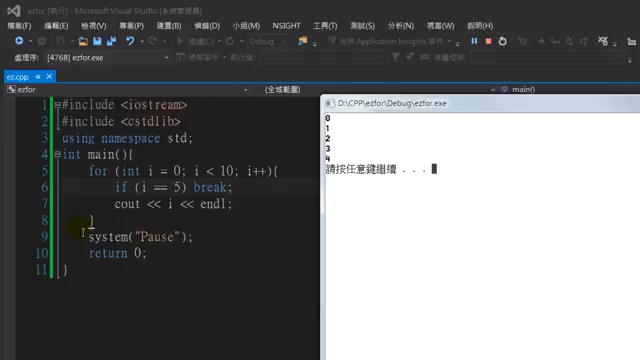 ezfor [執行] - Microsoft Visual Studio (系統管理員)
檔案(F) 編輯(E) 檢視(V) 專案(P) 建置(B) 偵錯(D) 小組(M) NSIGHT 工具(T) 測試(S) 分析(N) 視窗(W) 說明(H)
繼續(C) Debug Application Insights
處理序: [4768] ezfor.exe
ez.cpp
ezfor (全域範圍) main()
1 #include <iostream>
2 #include <cstdlib>
3 using namespace std;
4 int main(){
5 for (int i = 0; i < 10; i++){
6 if (i == 5) break;
7 cout << i << endl;
8 }
9 system("Pause");
10 return 0;
11 }
D:\CPP\ezfor\Debug\ezfor.exe
0
1
2
3
4
請按任意鍵繼續 . . .